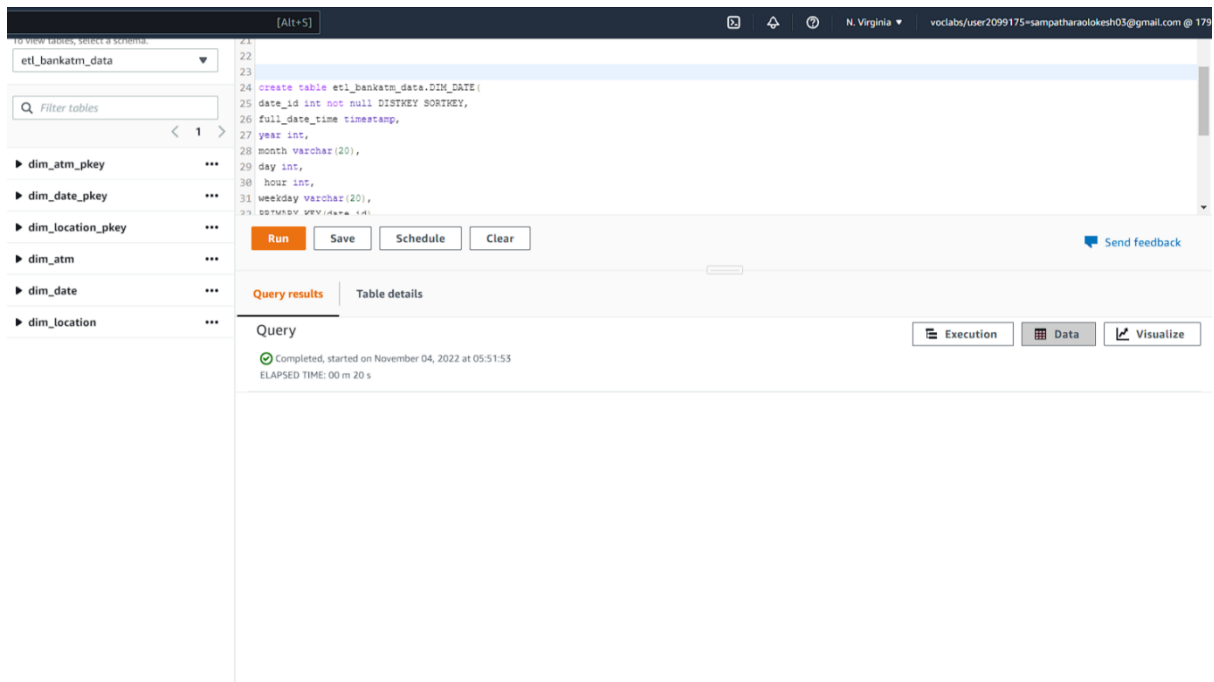 [Alt+S]
N. Virginia
voclabs/user2099175=sampatharaolokesh03@gmail.com @ 179
To view tables, select a schema.
etl_bankatm_data
Filter tables
1
dim_atm_pkey
dim_date_pkey
dim_location_pkey
dim_atm
dim_date
dim_location
21
22
23
24 create table etl_bankatm_data.DIM_DATE(
25 date_id int not null DISTKEY SORTKEY,
26 full_date_time timestamp,
27 year int,
28 month varchar(20),
29 day int,
30 hour int,
31 weekday varchar(20),
32 PRIMARY KEY(date_id)
Run Save Schedule Clear
Send feedback
Query results Table details
Query
Execution Data Visualize
Completed, started on November 04, 2022 at 05:51:53
ELAPSED TIME: 00 m 20 s